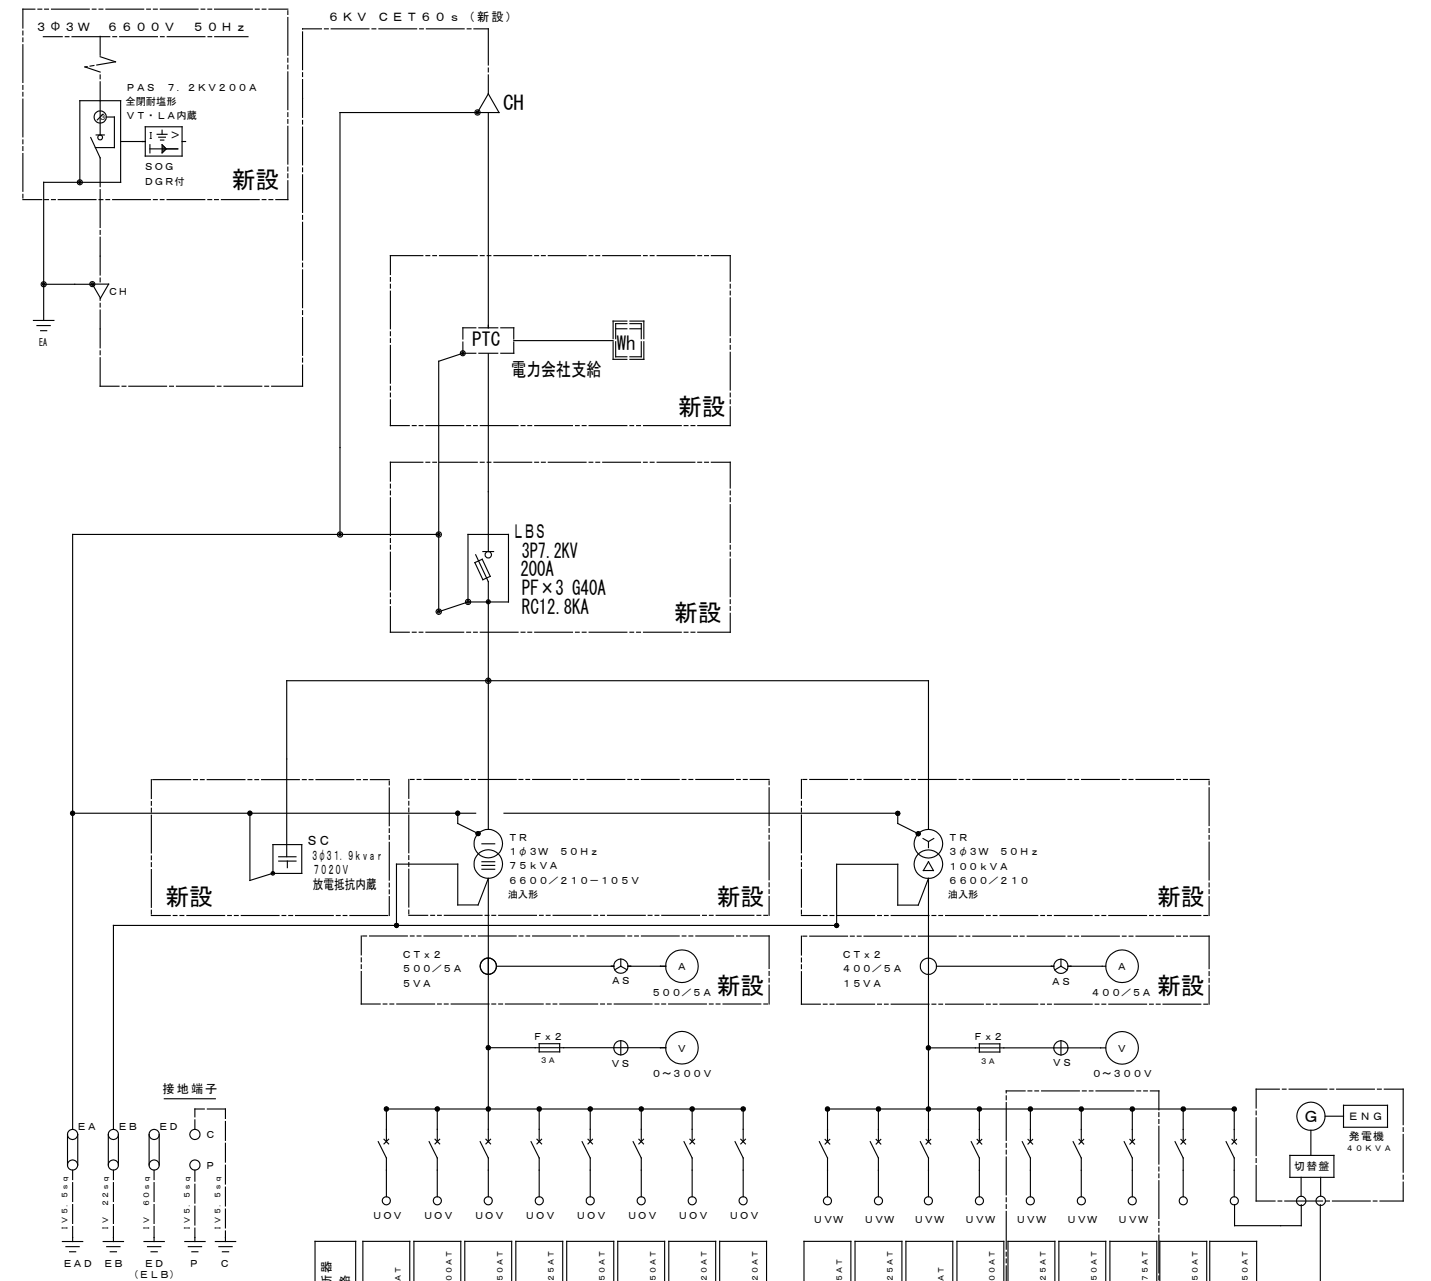 3Φ3W 6600V 50Hz
6KV CET60s (新設)
PAS 7.2KV200A
全閉耐塩形
VT・LA内蔵
I
>
SOG
DGR付
新設
CH
CH
EA
PTC
Wh
電力会社支給
新設
LBS
3P7.2KV
200A
PF×3 G40A
RC12.8KA
新設
SC
3φ31.9kvar
7020V
放電抵抗内蔵
新設
TR
1φ3W 50Hz
75kVA
6600/210-105V
油入形
新設
TR
3φ3W 50Hz
100kVA
6600/210
油入形
新設
CTx2
500/5A
5VA
AS
A
500/5A
新設
CTx2
400/5A
15VA
AS
A
400/5A
新設
Fx2
3A
VS
V
0~300V
Fx2
3A
VS
V
0~300V
接地端子
EA
EB
ED
C
P
IV5.5sq
IV 22sq
IV 60sq
IV5.5sq
IV5.5sq
EAD
EB
ED
(ELB)
P
C
UOV
UOV
UOV
UOV
UOV
UOV
UOV
UOV
UVW
UVW
UVW
UVW
UVW
UVW
UVW
G
ENG
発電機
40KVA
切替盤